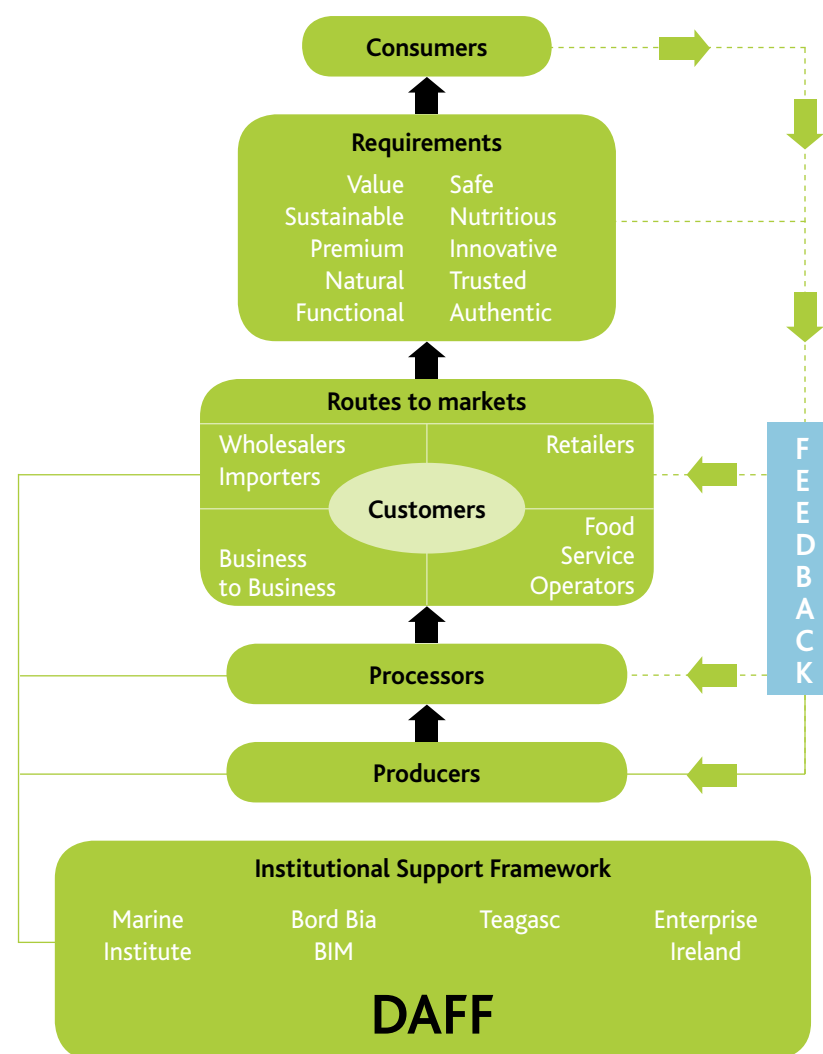 Consumers
Requirements
Value
Safe
Sustainable
Nutritious
Premium
Innovative
Natural
Trusted
Functional
Authentic
Routes to markets
Wholesalers
Importers
Retailers
Customers
Business
to Business
Food
Service
Operators
FEEDBACK
Processors
Producers
Institutional Support Framework
Marine
Institute
Bord Bia
BIM
Teagasc
Enterprise
Ireland
DAFF